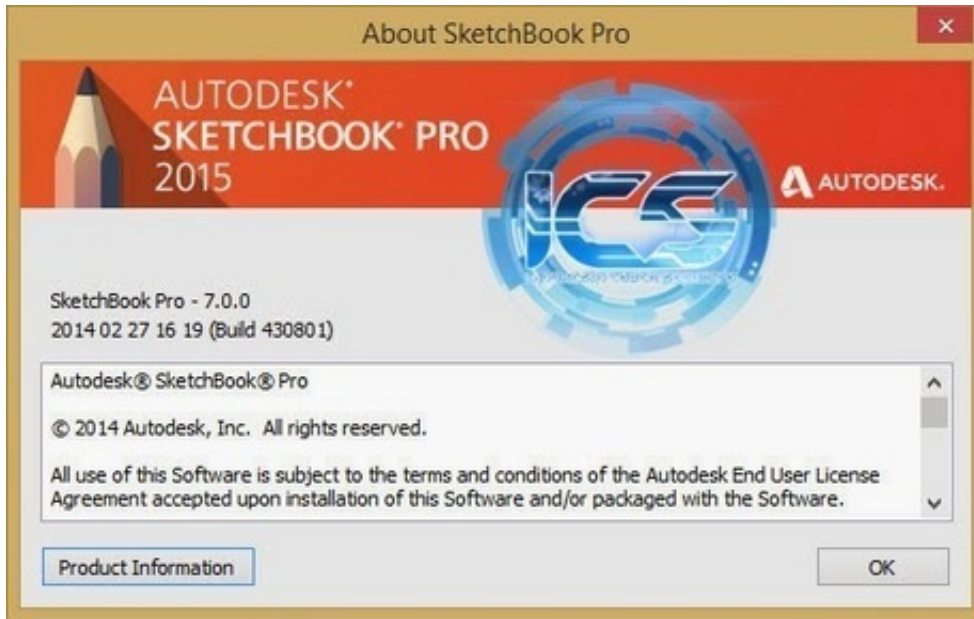 About SketchBook Pro
AUTODESK®
SKETCHBOOK® PRO
2015
ICS
AUTODESK.
SketchBook Pro - 7.0.0
2014 02 27 16 19 (Build 430801)
Autodesk® SketchBook® Pro
© 2014 Autodesk, Inc.  All rights reserved.
All use of this Software is subject to the terms and conditions of the Autodesk End User License
Agreement accepted upon installation of this Software and/or packaged with the Software.
Product Information
OK